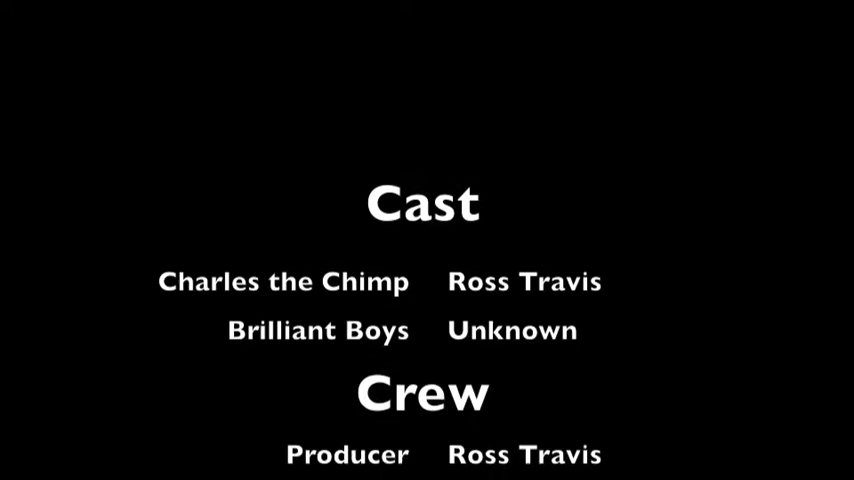 Cast
Charles the Chimp Ross Travis
Brilliant Boys Unknown
Crew
Producer Ross Travis